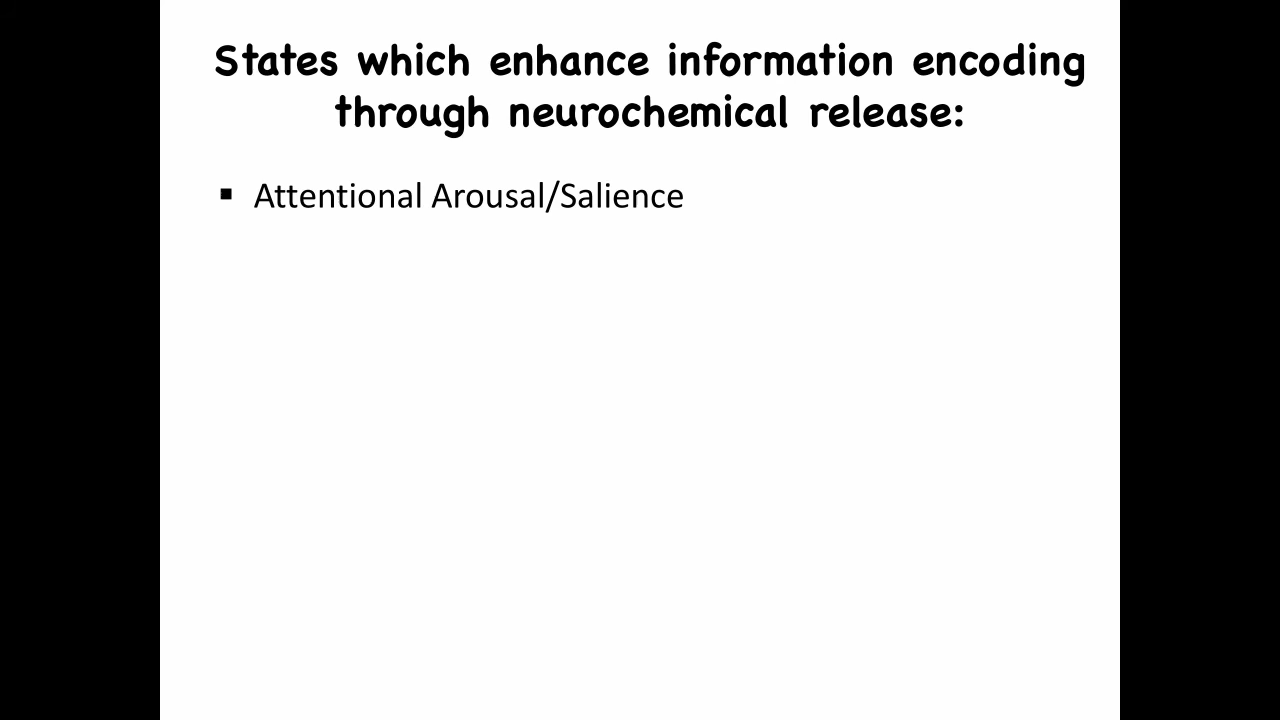 States which enhance information encoding
through neurochemical release:
▪ Attentional Arousal/Salience